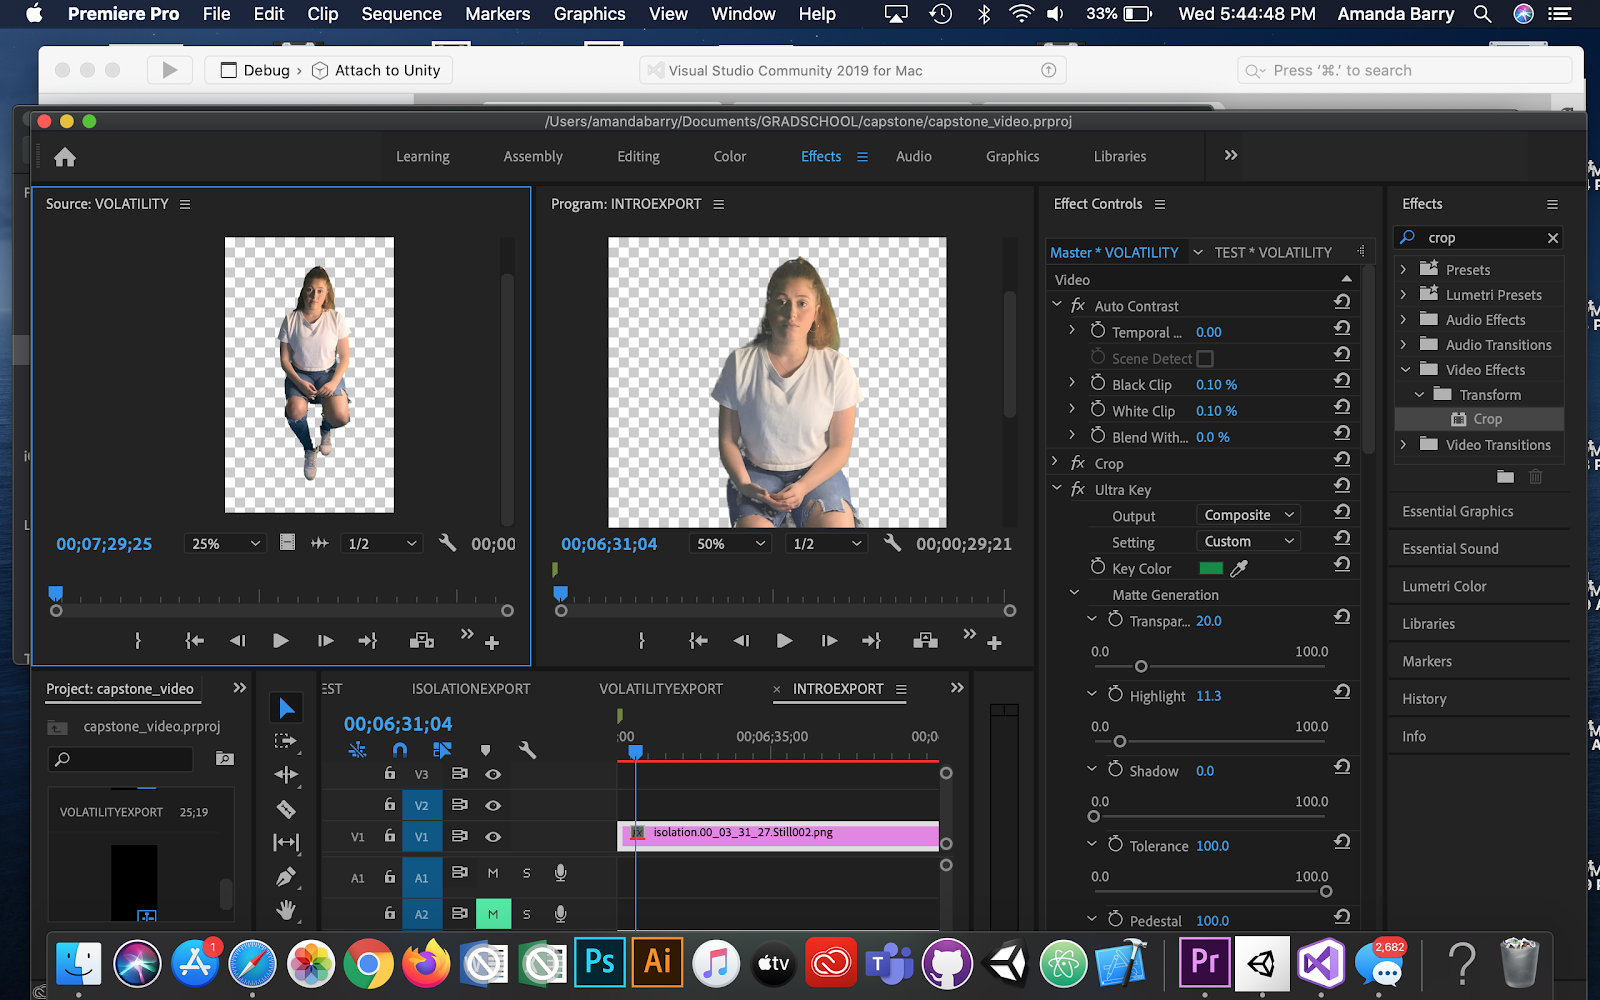 Premiere Pro File Edit Clip Sequence Markers Graphics View Window Help 33% Wed 5:44:48 PM Amanda Barry
Debug › Attach to Unity Visual Studio Community 2019 for Mac Press '⌘.' to search
/Users/amandabarry/Documents/GRADSCHOOL/capstone/capstone_video.prproj
Learning Assembly Editing Color Effects Audio Graphics Libraries
Source: VOLATILITY
00;07;29;25 25% 1/2 00;00
Program: INTROEXPORT
00;06;31;04 50% 1/2 00;00;29;21
Effect Controls
Master * VOLATILITY TEST * VOLATILITY
Video
fx Auto Contrast
Temporal ... 0.00
Scene Detect
Black Clip 0.10 %
White Clip 0.10 %
Blend With... 0.0 %
fx Crop
fx Ultra Key
Output Composite
Setting Custom
Key Color
Matte Generation
Transpar... 20.0
0.0 100.0
Highlight 11.3
0.0 100.0
Shadow 0.0
0.0 100.0
Tolerance 100.0
0.0 100.0
Pedestal 100.0
Effects
crop
Presets
Lumetri Presets
Audio Effects
Audio Transitions
Video Effects
Transform
Crop
Video Transitions
Essential Graphics
Essential Sound
Lumetri Color
Libraries
Markers
History
Info
Project: capstone_video
capstone_video.prproj
VOLATILITYEXPORT 25;19
EST ISOLATIONEXPORT VOLATILITYEXPORT × INTROEXPORT
00;06;31;04
;00 00;06;35;00 00;0
V3
V2
V1 V1 fx isolation.00_03_31_27.Still002.png
A1 A1 M S
A2 M S
1 Ps Ai tv T Pr 2,682